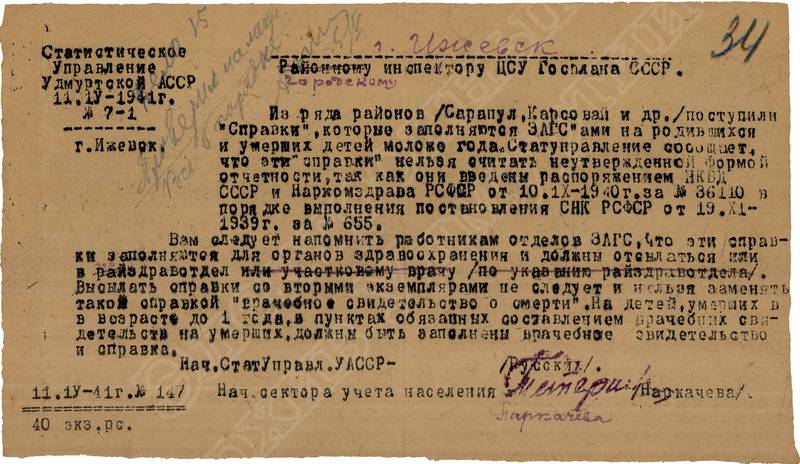 г. Ижевск
34
Статистическое
Управление
Удмуртской АССР
11.1У-1941г.
№ 7-1
г.Ижевск.
Районному инспектору ЦСУ Госплана СССР.
городскому
Из ряда районов /Сарапул,Карсовай и др./поступили
"Справки",которые заполняются ЗАГС"ами на родившихся
и умерших детей моложе года.Статуправление сообщает,
что эти"справки" нельзя считать неутвержденной формой
отчетности,так как они введены распоряжением НКВД
СССР и Наркомздрава РСФСР от 10.1Х-1940г.за № 36110 в
порядке выполнения постановления СНК РСФСР от 19.Х1-
1939г. за № 655.
Вам следует напомнить работникам отделов ЗАГС,что эти справ-
ки заполняются для органов здравоохранения и должны отсылаться или
в райздравотдел или участковому врачу /по указанию райздравотдела/.
Высылать справки со вторыми экземплярами не следует и нельзя заменять
такой справкой "врачебное свидетельство о смерти".На детей,умерших в
в возрасте до 1 года,в пунктах обязанных составлением врачебных сви-
детельств на умерших,должны быть заполнены врачебное свидетельство
и справка.
Нач.СтатУправл.УАССР- /Русских/.
11.1У-41г.№ 147 Нач.сектора учета населения /Наркачева/.
Паркачева
40 экз.рс.